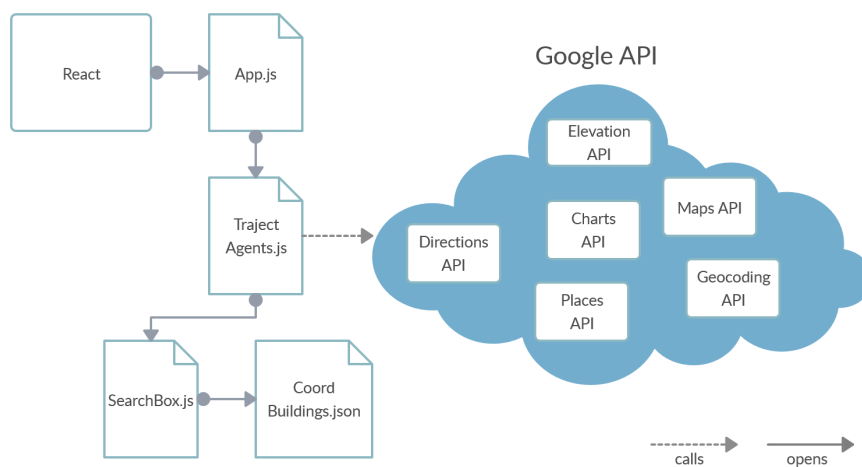 React
App.js
Google API
Elevation
API
Traject
Agents.js
Charts
API
Maps API
Directions
API
Geocoding
API
Places
API
SearchBox.js
Coord
Buildings.json
calls
opens